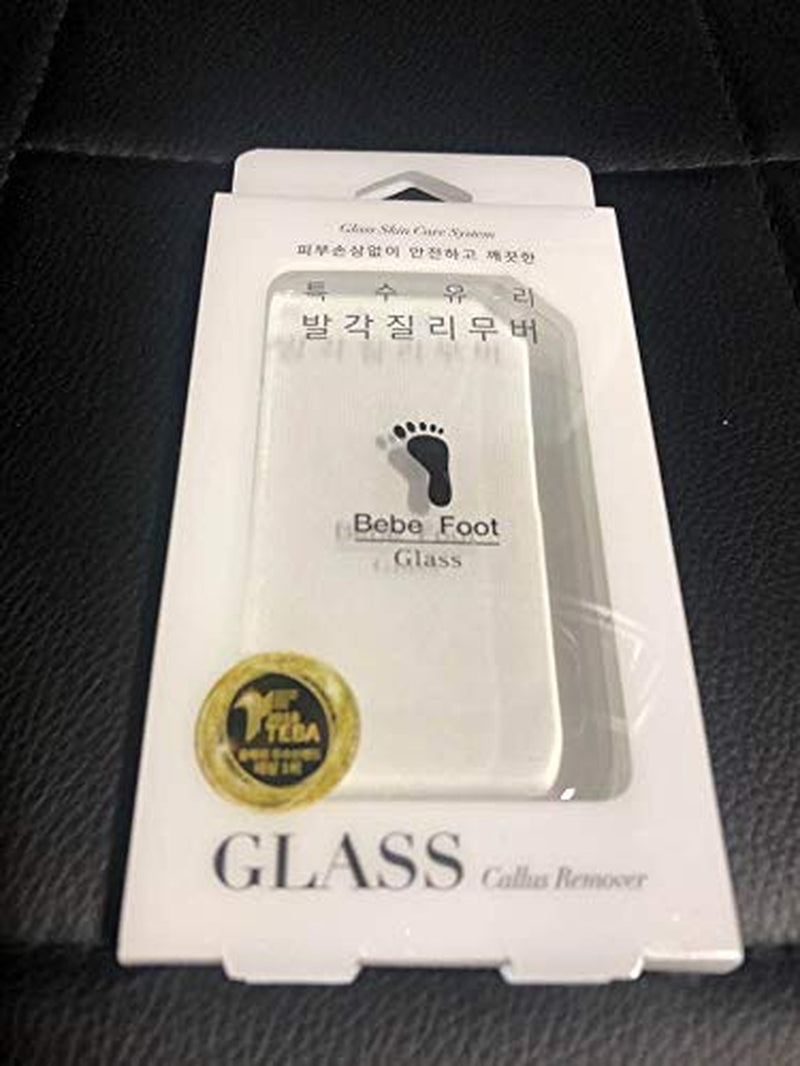 Glass Skin Care System
피부손상없이 안전하고 깨끗한
특 수 유 리
발각질리무버
Bebe Foot
Glass
TEBA
GLASS Callus Remover